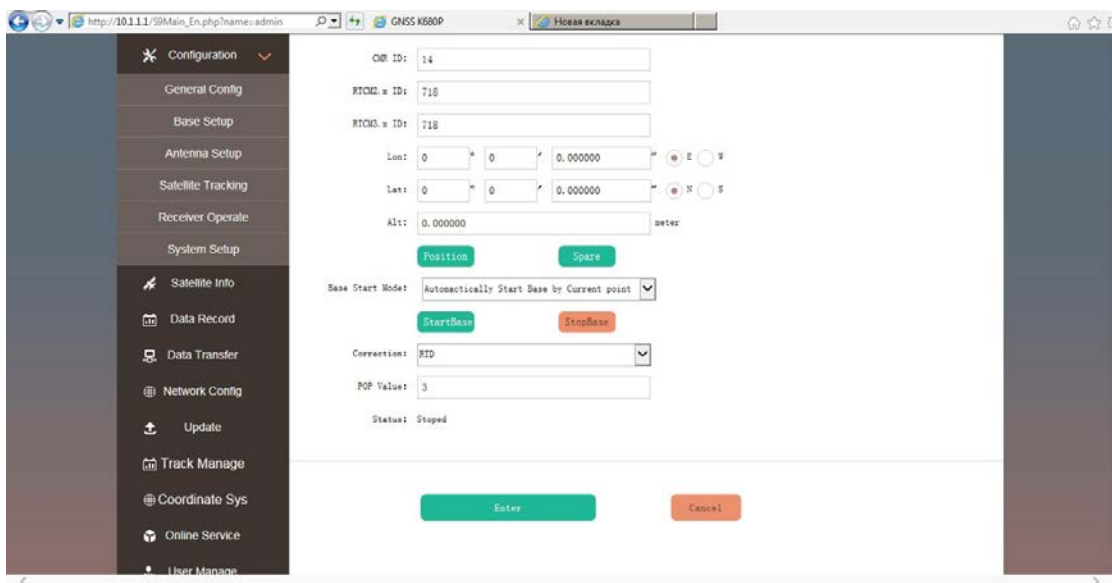 http://10.1.1.1/S9Main_En.php?name=admin
GNSS K680P
Новая вкладка
Configuration
General Config
Base Setup
Antenna Setup
Satellite Tracking
Receiver Operate
System Setup
Satellite Info
Data Record
Data Transfer
Network Config
Update
Track Manage
Coordinate Sys
Online Service
User Manage
CMR ID: 14
RTCM2.x ID: 718
RTCM3.x ID: 718
Lon: 0 ° 0 ′ 0.000000 ″ E W
Lat: 0 ° 0 ′ 0.000000 ″ N S
Alt: 0.000000 meter
Position Spare
Base Start Mode: Automactically Start Base by Current point
StartBase StopBase
Correction: RTD
POP Value: 3
Status: Stoped
Enter Cancel